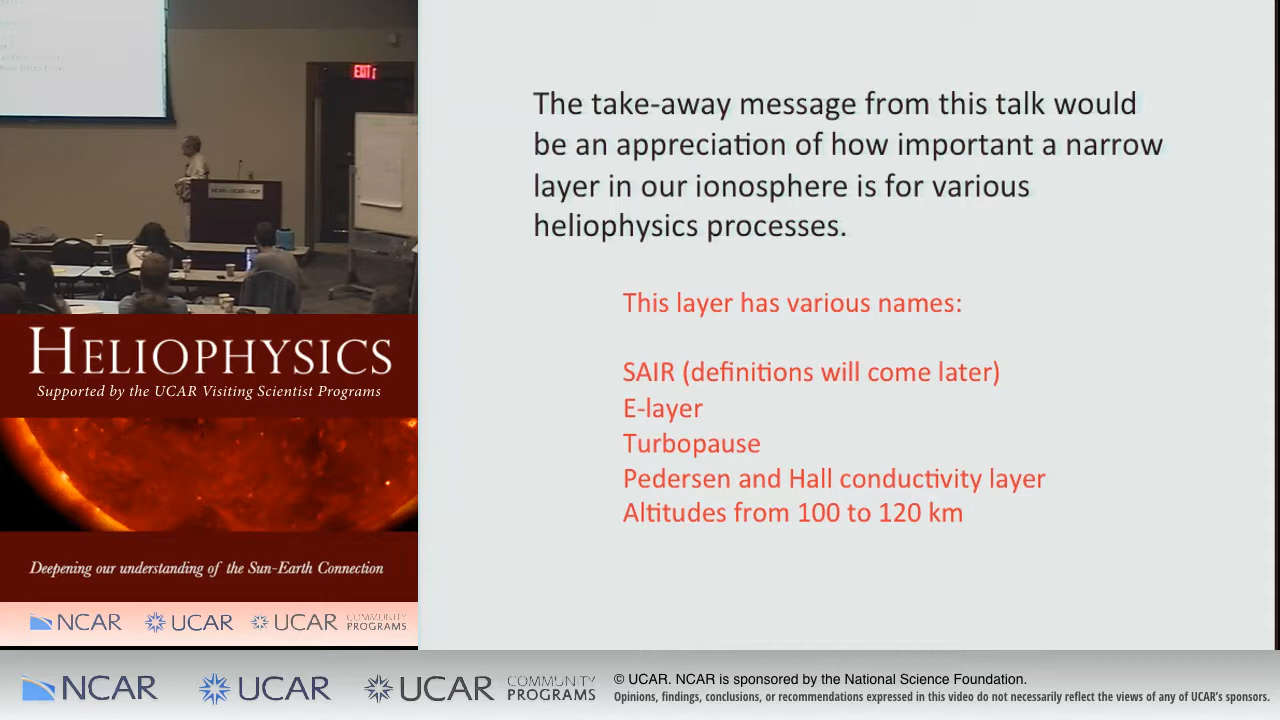 EXIT
NCAR • UCAR • UCP
HELIOPHYSICS
Supported by the UCAR Visiting Scientist Programs
Deepening our understanding of the Sun-Earth Connection
NCAR UCAR UCAR COMMUNITY PROGRAMS
The take-away message from this talk would
be an appreciation of how important a narrow
layer in our ionosphere is for various
heliophysics processes.
This layer has various names:
SAIR (definitions will come later)
E-layer
Turbopause
Pedersen and Hall conductivity layer
Altitudes from 100 to 120 km
NCAR UCAR UCAR COMMUNITY PROGRAMS
© UCAR. NCAR is sponsored by the National Science Foundation.
Opinions, findings, conclusions, or recommendations expressed in this video do not necessarily reflect the views of any of UCAR's sponsors.